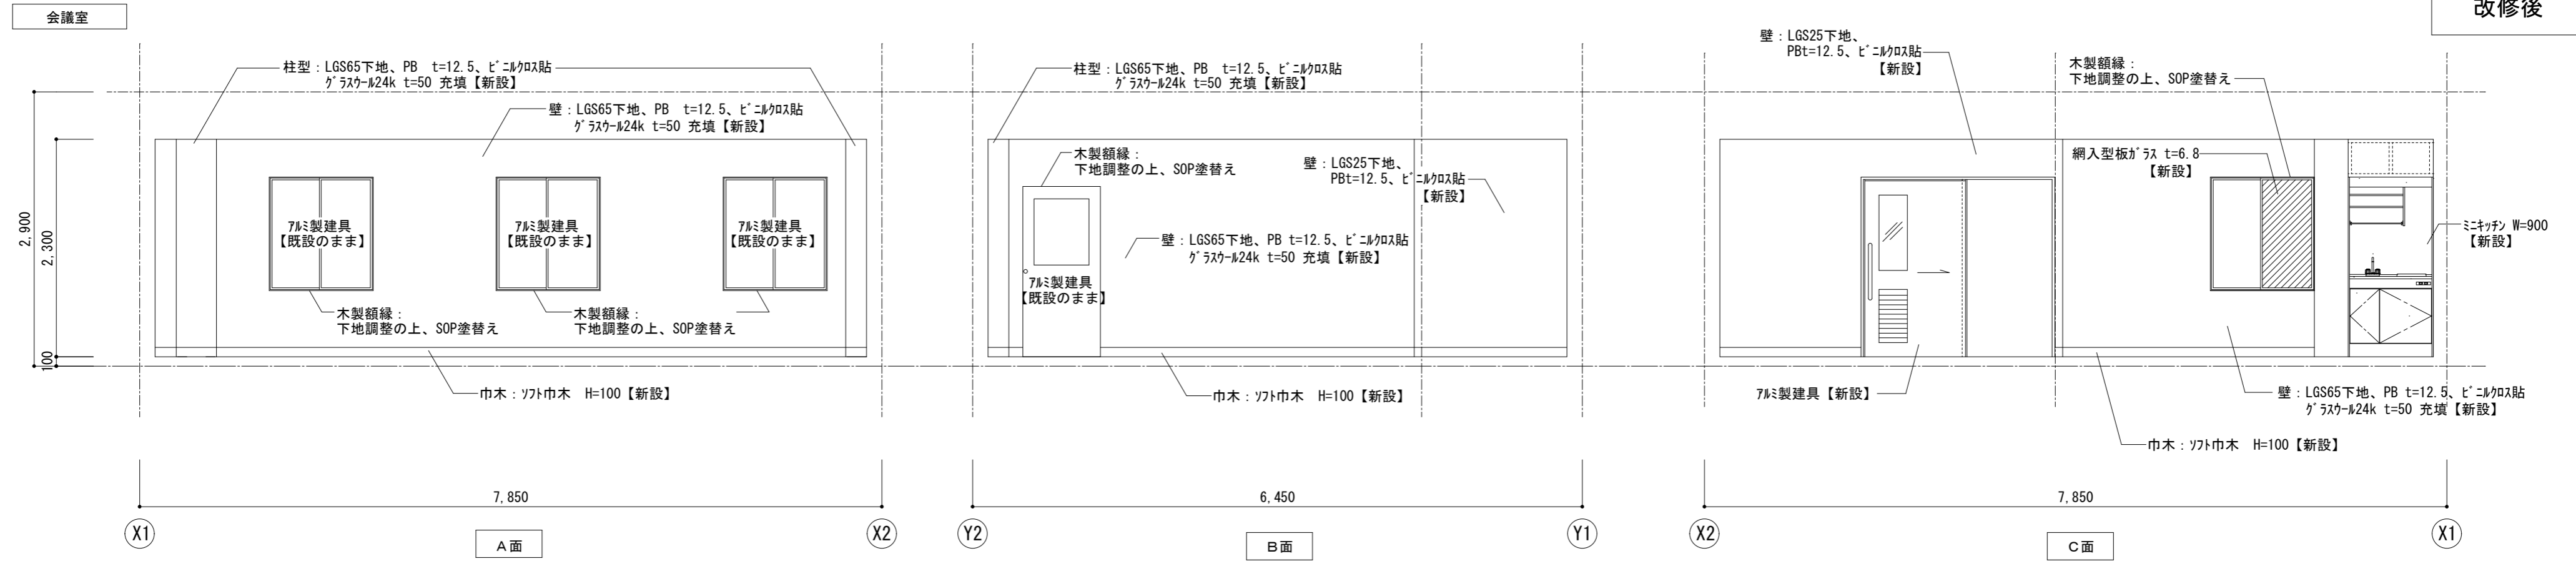 会議室
改修後
柱型：LGS65下地、PB　t=12.5、ﾋﾞﾆﾙｸﾛｽ貼
ｸﾞﾗｽｳｰﾙ24k t=50 充填【新設】
壁：LGS65下地、PB　t=12.5、ﾋﾞﾆﾙｸﾛｽ貼
ｸﾞﾗｽｳｰﾙ24k t=50 充填【新設】
ｱﾙﾐ製建具
【既設のまま】
ｱﾙﾐ製建具
【既設のまま】
ｱﾙﾐ製建具
【既設のまま】
木製額縁：
下地調整の上、SOP塗替え
木製額縁：
下地調整の上、SOP塗替え
巾木：ｿﾌﾄ巾木　H=100【新設】
2,900
2,300
100
7,850
X1
X2
A面
柱型：LGS65下地、PB　t=12.5、ﾋﾞﾆﾙｸﾛｽ貼
ｸﾞﾗｽｳｰﾙ24k t=50 充填【新設】
木製額縁：
下地調整の上、SOP塗替え
壁：LGS25下地、
PBt=12.5、ﾋﾞﾆﾙｸﾛｽ貼
【新設】
壁：LGS65下地、PB t=12.5、ﾋﾞﾆﾙｸﾛｽ貼
ｸﾞﾗｽｳｰﾙ24k t=50 充填【新設】
ｱﾙﾐ製建具
【既設のまま】
巾木：ｿﾌﾄ巾木　H=100【新設】
6,450
Y2
Y1
B面
壁：LGS25下地、
PBt=12.5、ﾋﾞﾆﾙｸﾛｽ貼
【新設】
木製額縁：
下地調整の上、SOP塗替え
網入型板ｶﾞﾗｽ t=6.8
【新設】
ﾐﾆｷｯﾁﾝ W=900
【新設】
ｱﾙﾐ製建具【新設】
壁：LGS65下地、PB t=12.5、ﾋﾞﾆﾙｸﾛｽ貼
ｸﾞﾗｽｳｰﾙ24k t=50 充填【新設】
巾木：ｿﾌﾄ巾木　H=100【新設】
7,850
X2
X1
C面